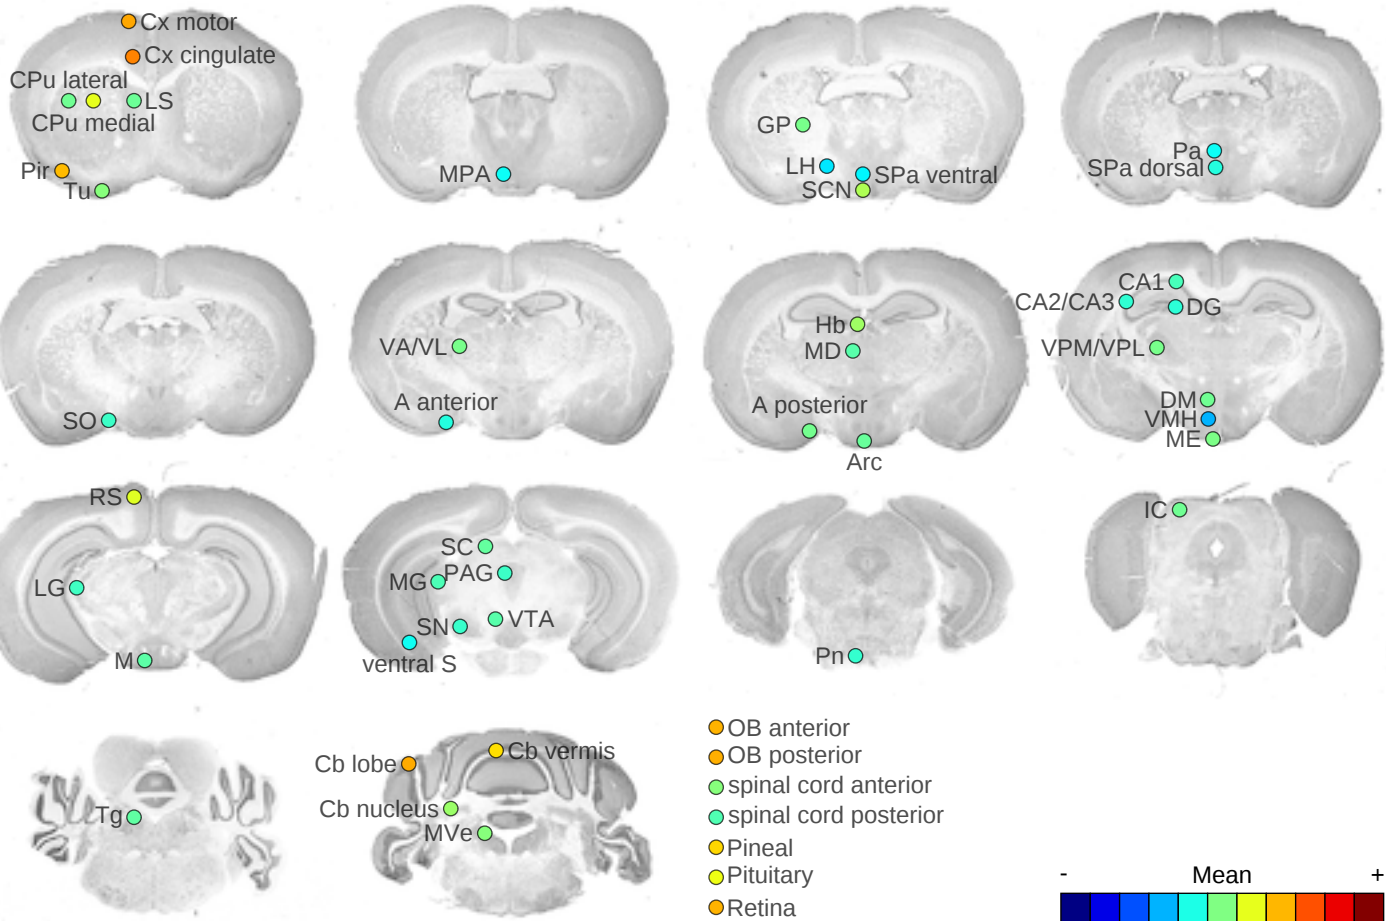 Cx motor
Cx cingulate
CPu lateral
LS
CPu medial
Pir
Tu
MPA
GP
LH
SPa ventral
SCN
Pa
SPa dorsal
SO
VA/VL
A anterior
Hb
MD
A posterior
Arc
CA1
CA2/CA3
DG
VPM/VPL
DM
VMH
ME
RS
LG
M
SC
PAG
MG
VTA
SN
ventral S
Pn
IC
Tg
Cb vermis
Cb lobe
Cb nucleus
MVe
OB anterior
OB posterior
spinal cord anterior
spinal cord posterior
Pineal
Pituitary
Retina
- Mean +